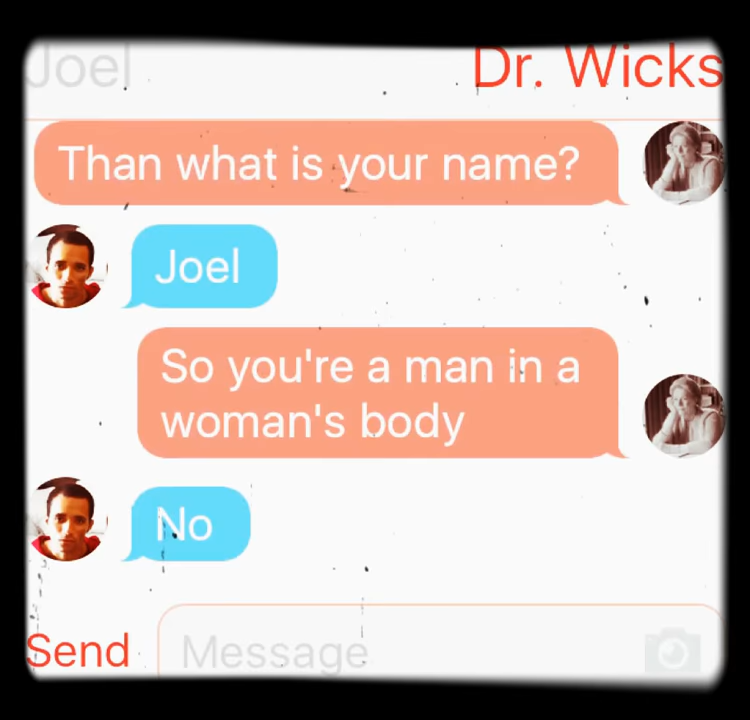 Joel
Dr. Wicks
Than what is your name?
Joel
So you're a man in a
woman's body
No
Send
Message